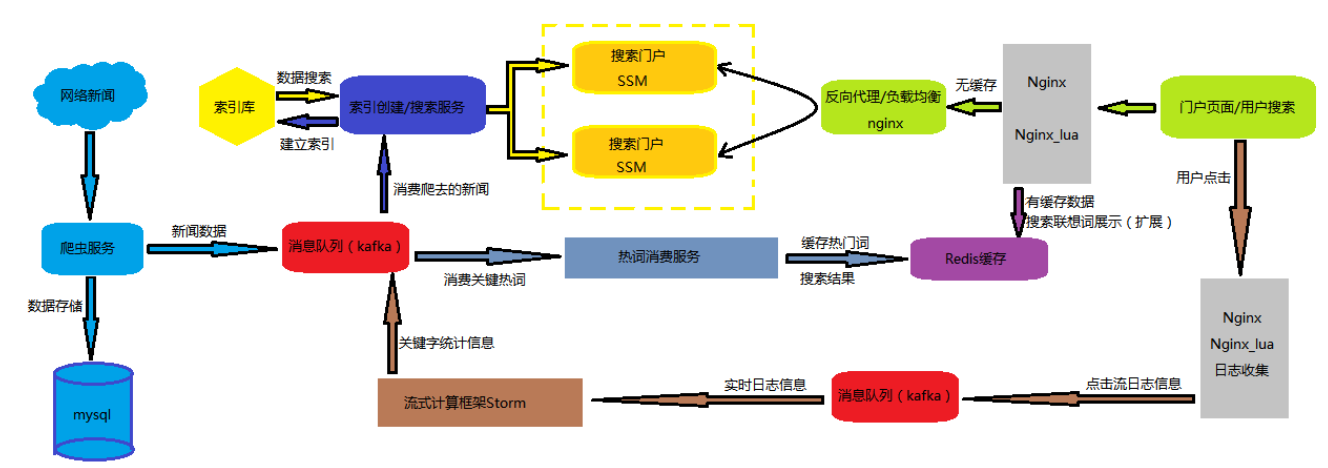 网络新闻
爬虫服务
数据存储
mysql
新闻数据
索引库
数据搜索
建立索引
索引创建/搜索服务
消费爬去的新闻
消息队列（kafka）
消费关键热词
关键字统计信息
流式计算框架Storm
搜索门户
SSM
搜索门户
SSM
热词消费服务
缓存热门词
搜索结果
Redis缓存
反向代理/负载均衡
nginx
无缓存
Nginx
Nginx_lua
有缓存数据
搜索联想词展示（扩展）
门户页面/用户搜索
用户点击
Nginx
Nginx_lua
日志收集
点击流日志信息
消息队列（kafka）
实时日志信息